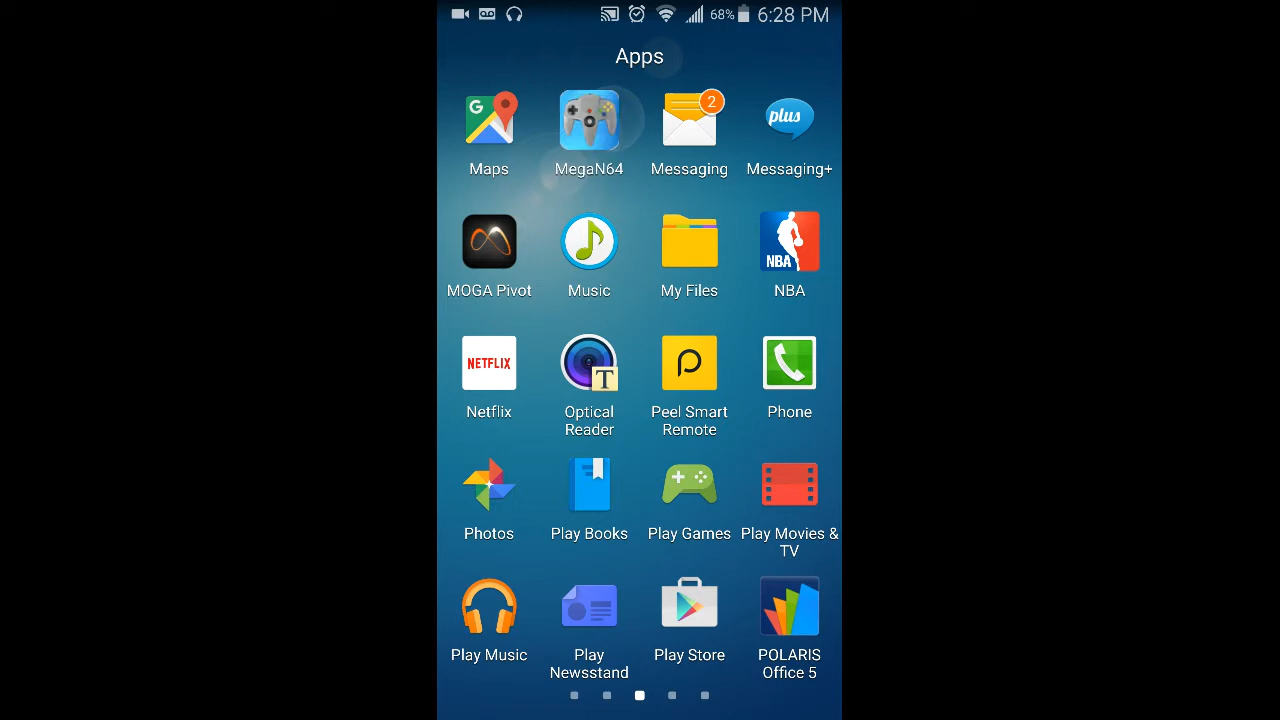 68% 6:28 PM
Apps
G
2
plus
Maps MegaN64 Messaging Messaging+
NBA
MOGA Pivot Music My Files NBA
NETFLIX
T
Netflix Optical Reader Peel Smart Remote Phone
Photos Play Books Play Games Play Movies & TV
Play Music Play Newsstand Play Store POLARIS Office 5